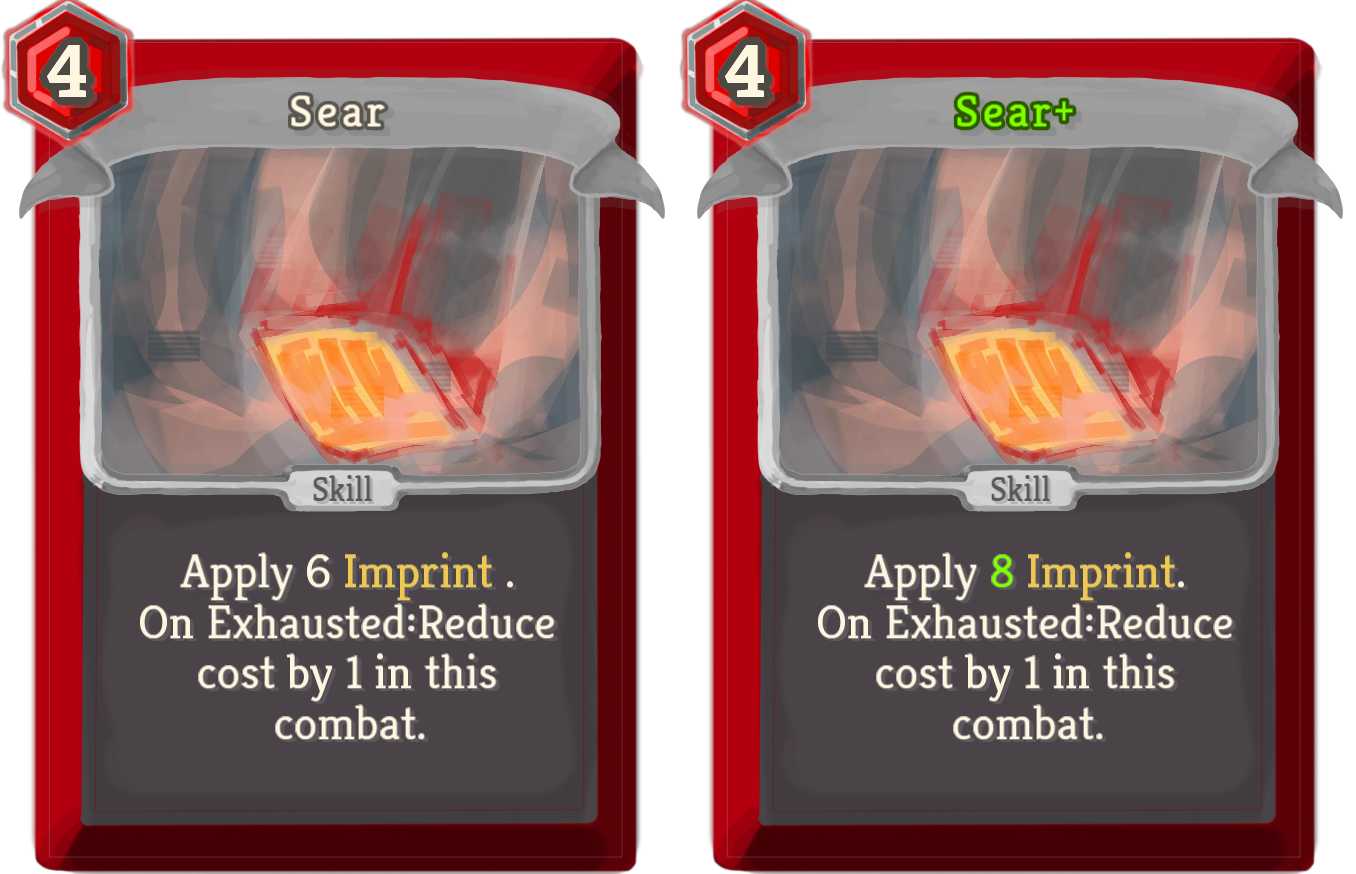 4
Sear
Skill
Apply 6 Imprint .
On Exhausted:Reduce
cost by 1 in this
combat.
4
Sear+
Skill
Apply 8 Imprint.
On Exhausted:Reduce
cost by 1 in this
combat.